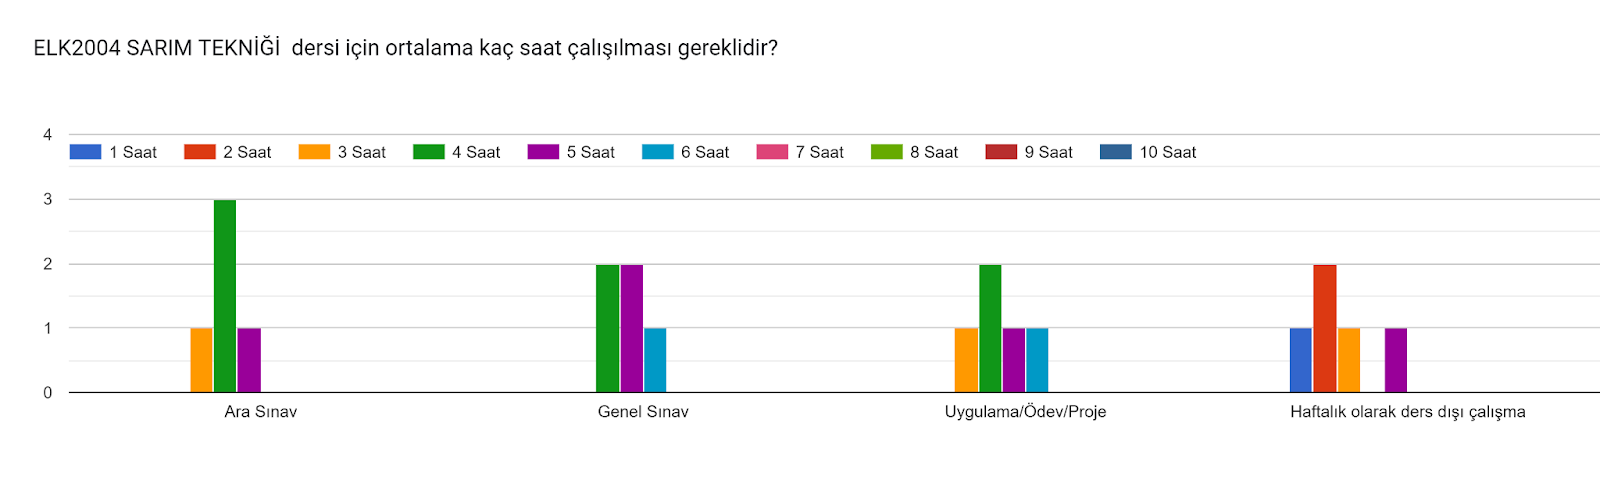 ELK2004 SARIM TEKNİĞİ  dersi için ortalama kaç saat çalışılması gereklidir?
4
1 Saat 2 Saat 3 Saat 4 Saat 5 Saat 6 Saat 7 Saat 8 Saat 9 Saat 10 Saat
3
2
1
0
Ara Sınav Genel Sınav Uygulama/Ödev/Proje Haftalık olarak ders dışı çalışma